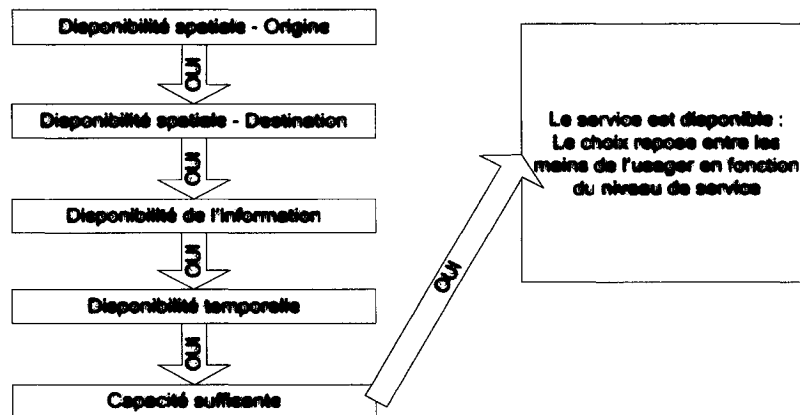 Disponibilité spatiale - Origine
OUI
Disponibilité spatiale - Destination
OUI
Disponibilité de l'information
OUI
Disponibilité temporelle
OUI
Capacité suffisante
OUI
Le service est disponible :
Le choix repose entre les
mains de l'usager en fonction
du niveau de service